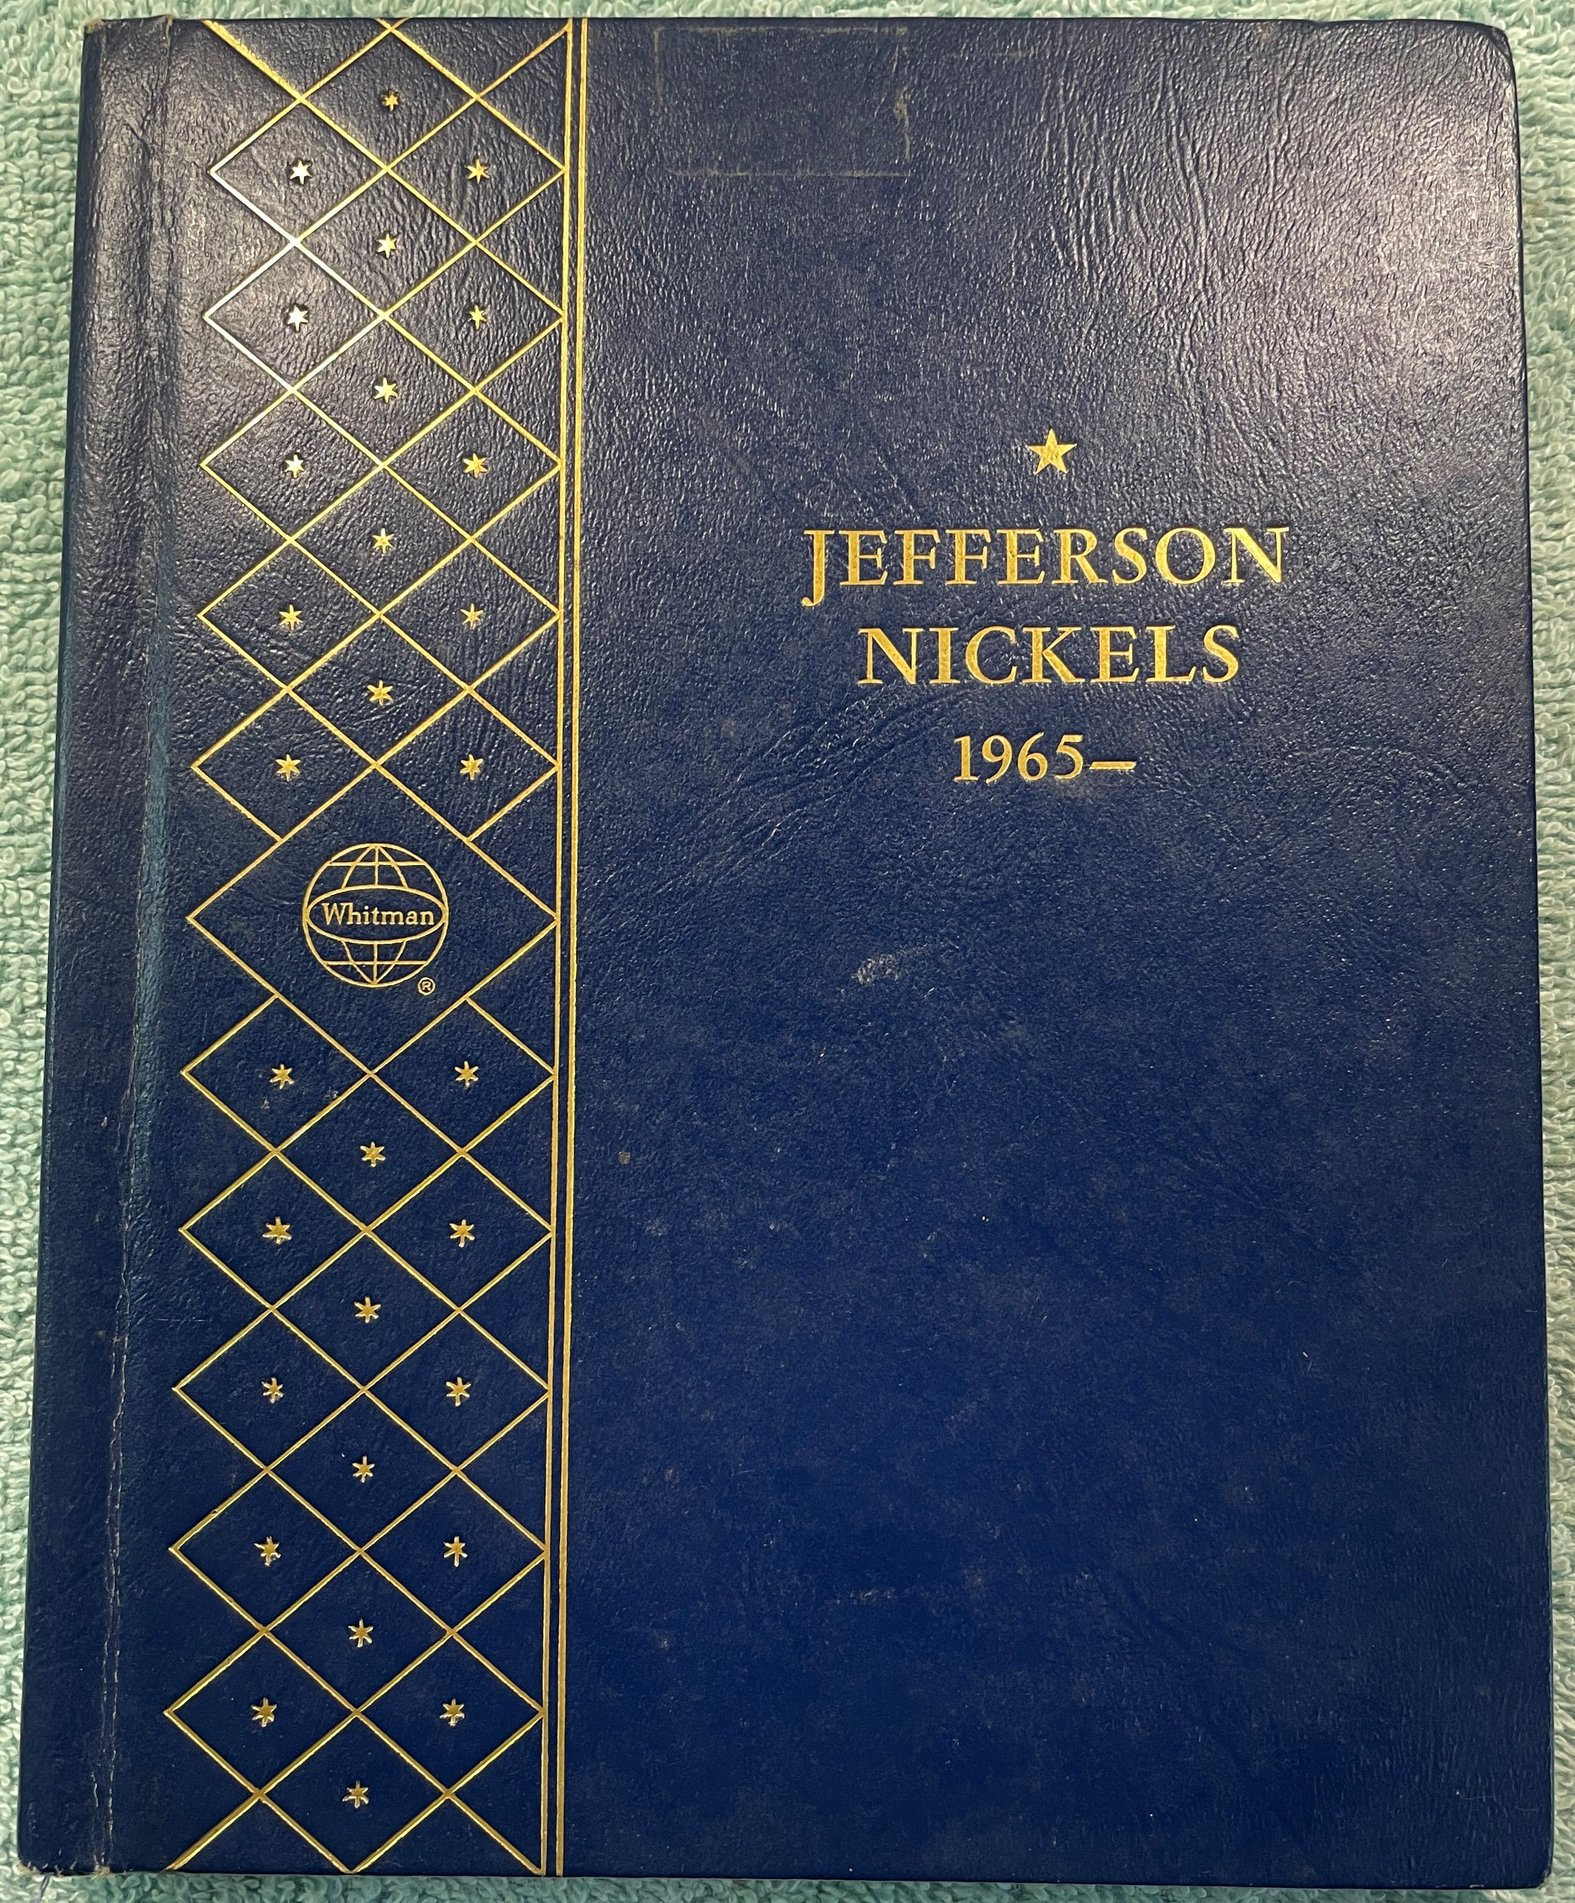 JEFFERSON
NICKELS
1965—
Whitman
®